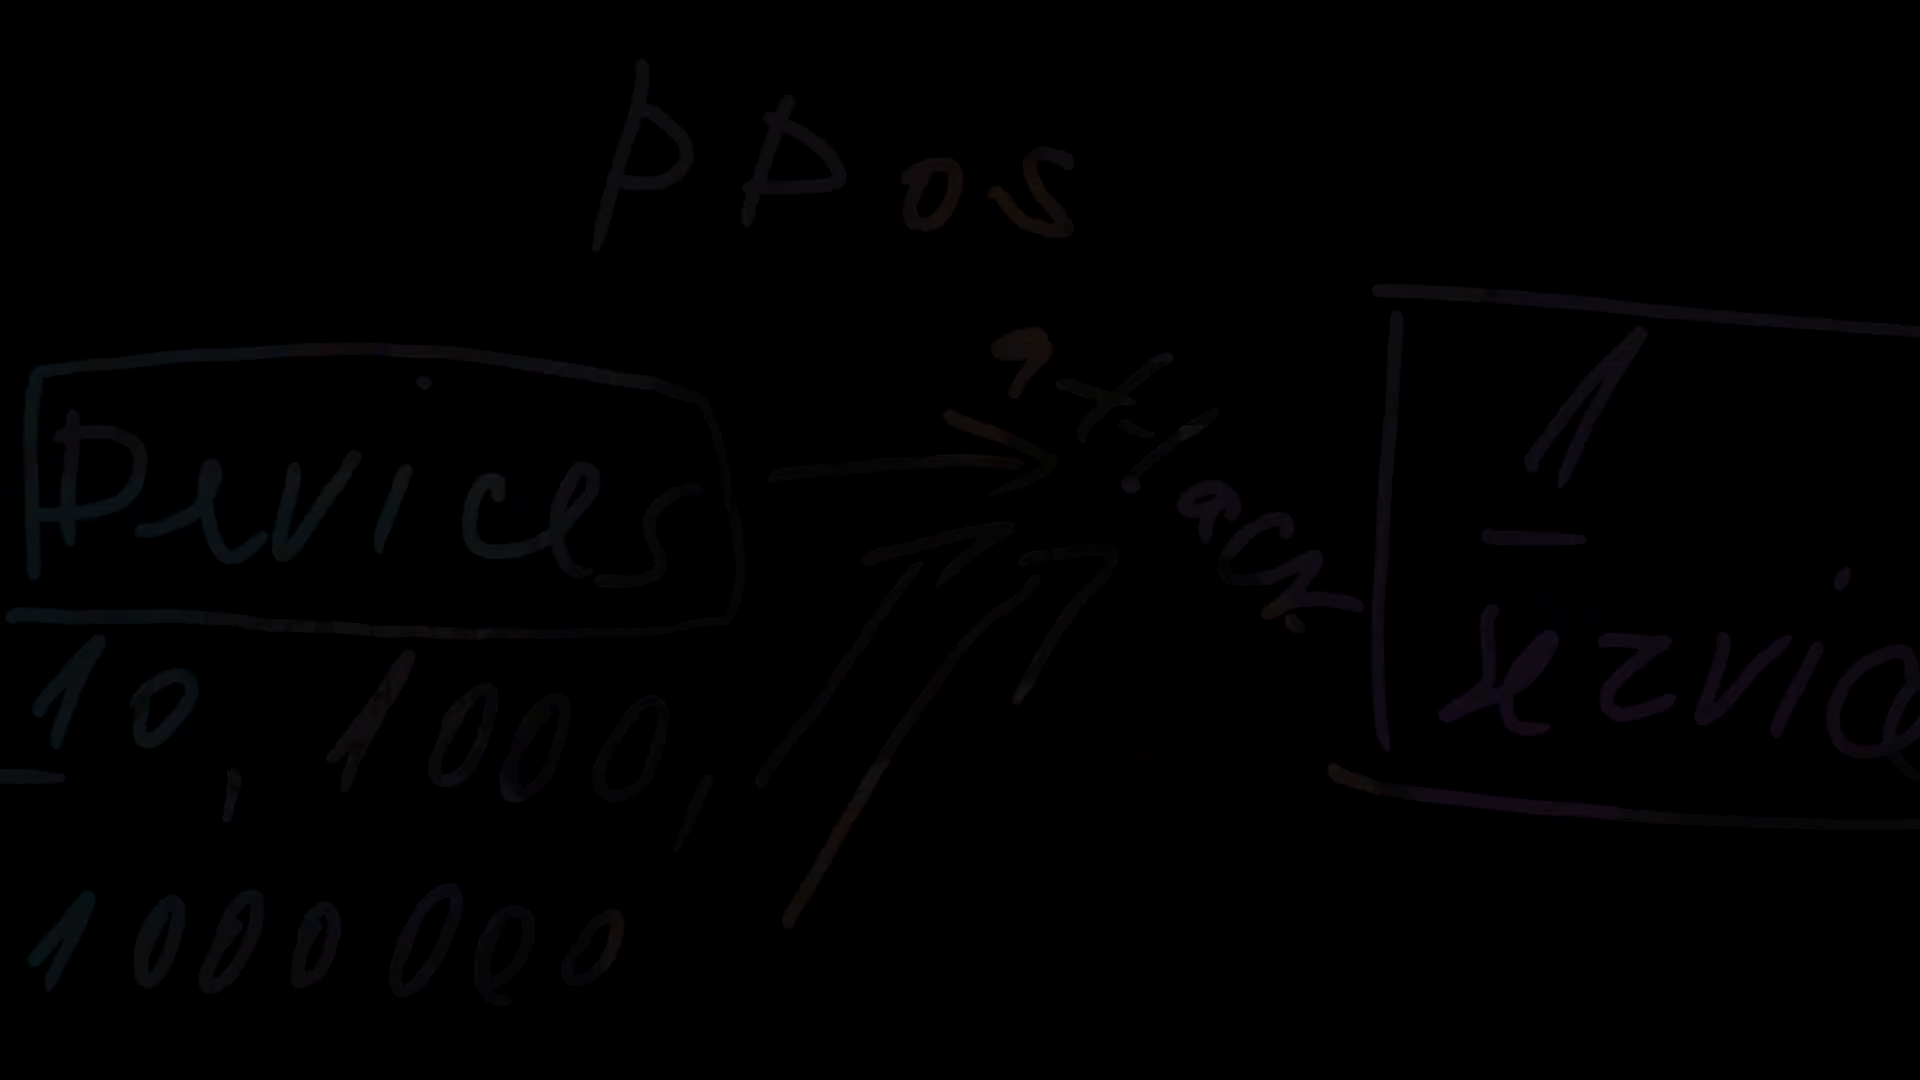 DDoS
attack
Devices
1
service
10, 1000,
1000000